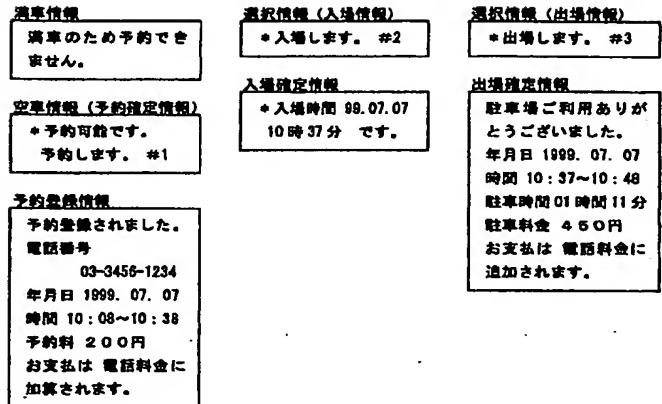 満車情報
満車のため予約でき
ません。
空車情報（予約確定情報）
＊予約可能です。
予約します。 #1
予約登録情報
予約登録されました。
電話番号
03-3456-1234
年月日 1999. 07. 07
時間 10：08～10：38
予約料 ２００円
お支払は 電話料金に
加算されます。
選択情報（入場情報）
＊入場します。 #2
入場確定情報
＊入場時間 99.07.07
10時37分 です。
選択情報（出場情報）
＊出場します。 #3
出場確定情報
駐車場ご利用ありが
とうございました。
年月日 1999. 07. 07
時間 10：37～10：48
駐車時間01時間11分
駐車料金 ４５０円
お支払は 電話料金に
追加されます。